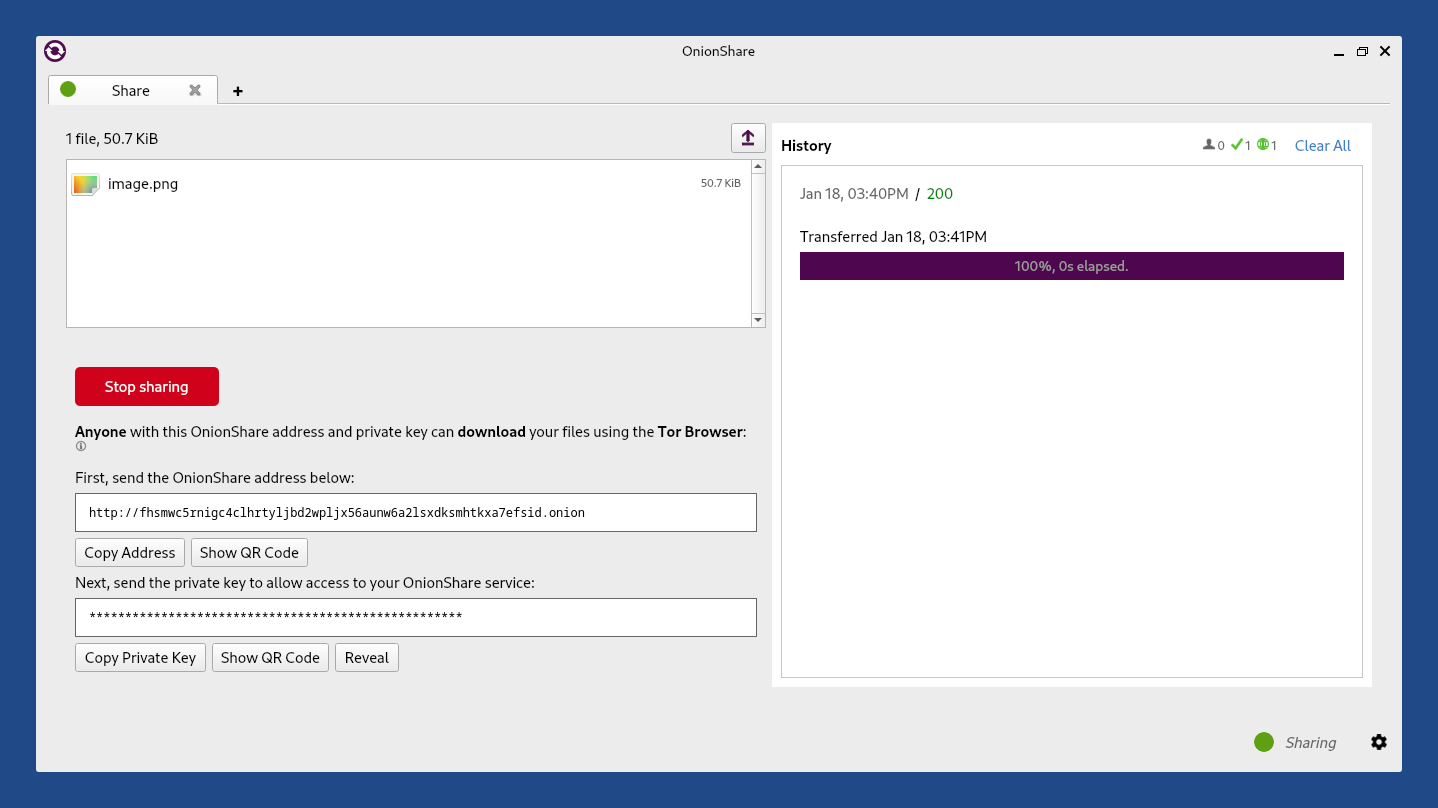 OnionShare
Share
1 file, 50.7 KiB
image.png 50.7 KiB
Stop sharing
Anyone with this OnionShare address and private key can download your files using the Tor Browser:
First, send the OnionShare address below:
http://fhsmwc5rnigc4clhrtyljbd2wpljx56aunw6a2lsxdksmhtkxa7efsid.onion
Copy Address Show QR Code
Next, send the private key to allow access to your OnionShare service:
****************************************************
Copy Private Key Show QR Code Reveal
History 0 1 1 Clear All
Jan 18, 03:40PM / 200
Transferred Jan 18, 03:41PM
100%, 0s elapsed.
Sharing